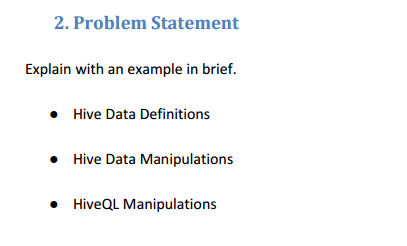 2. Problem Statement
Explain with an example in brief.
● Hive Data Definitions
● Hive Data Manipulations
● HiveQL Manipulations